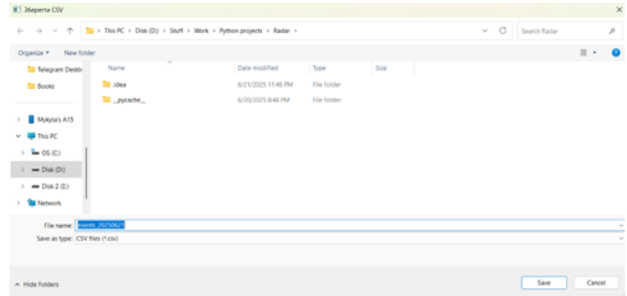 Зберегти CSV
This PC > Disk (D:) > Stuff > Work > Python projects > Radar >
Search Radar
Organize
New folder
Name
Date modified
Type
Size
Telegram Deskto
Books
Mykyta's A15
This PC
OS (C:)
Disk (D:)
Disk 2 (E:)
Network
.idea
6/21/2025 11:48 PM
File folder
__pycache__
6/20/2025 8:48 PM
File folder
File name: events_20250621
Save as type: CSV files (*.csv)
Hide Folders
Save
Cancel